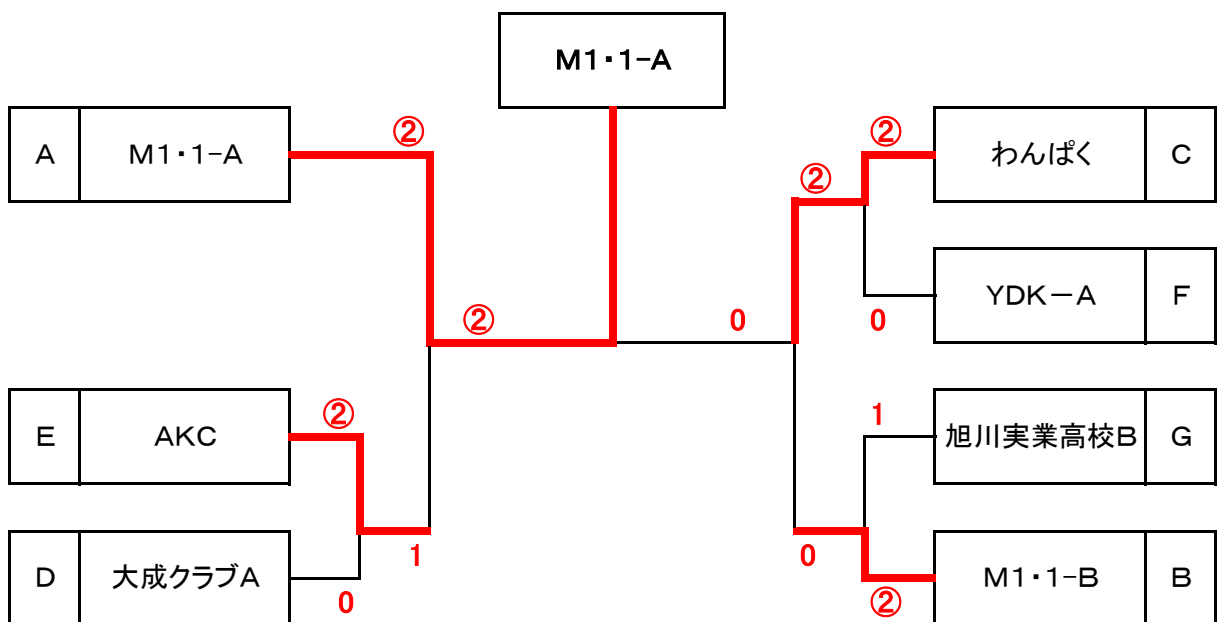 M1・1-A
A M1・1-A ② ② わんぱく C
②
② 0 0 YDK-A F
E AKC ② 1 旭川実業高校B G
D 大成クラブA 0 1 0 ② M1・1-B B